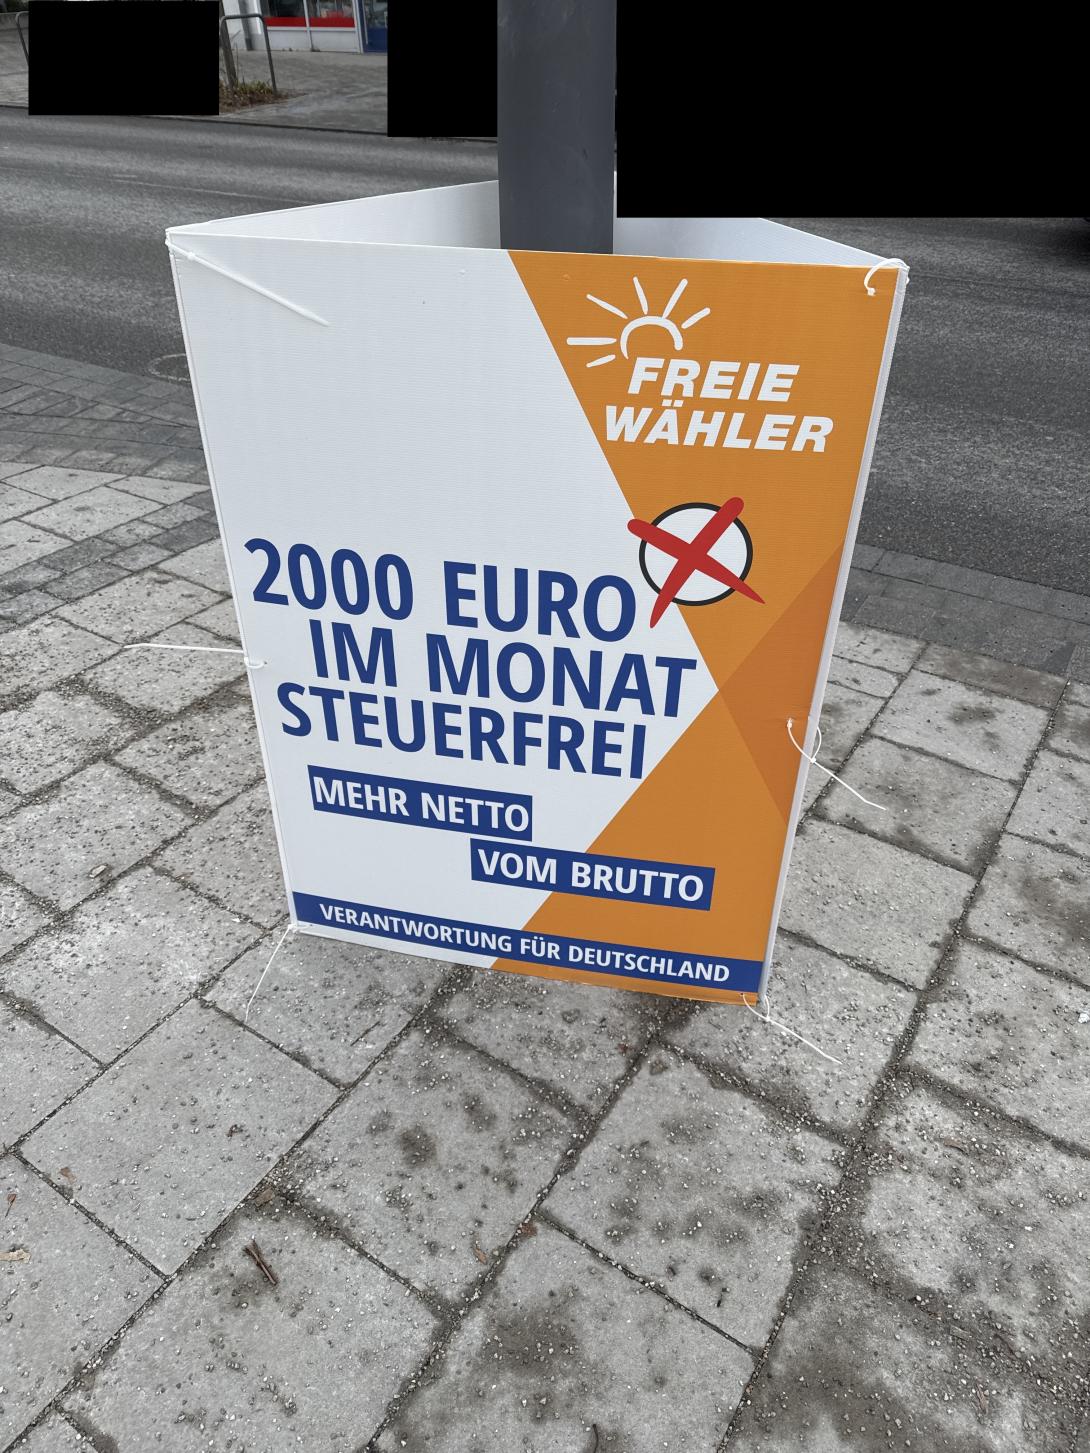 FREIE
WÄHLER
2000 EURO
IM MONAT
STEUERFREI
MEHR NETTO
VOM BRUTTO
VERANTWORTUNG FÜR DEUTSCHLAND